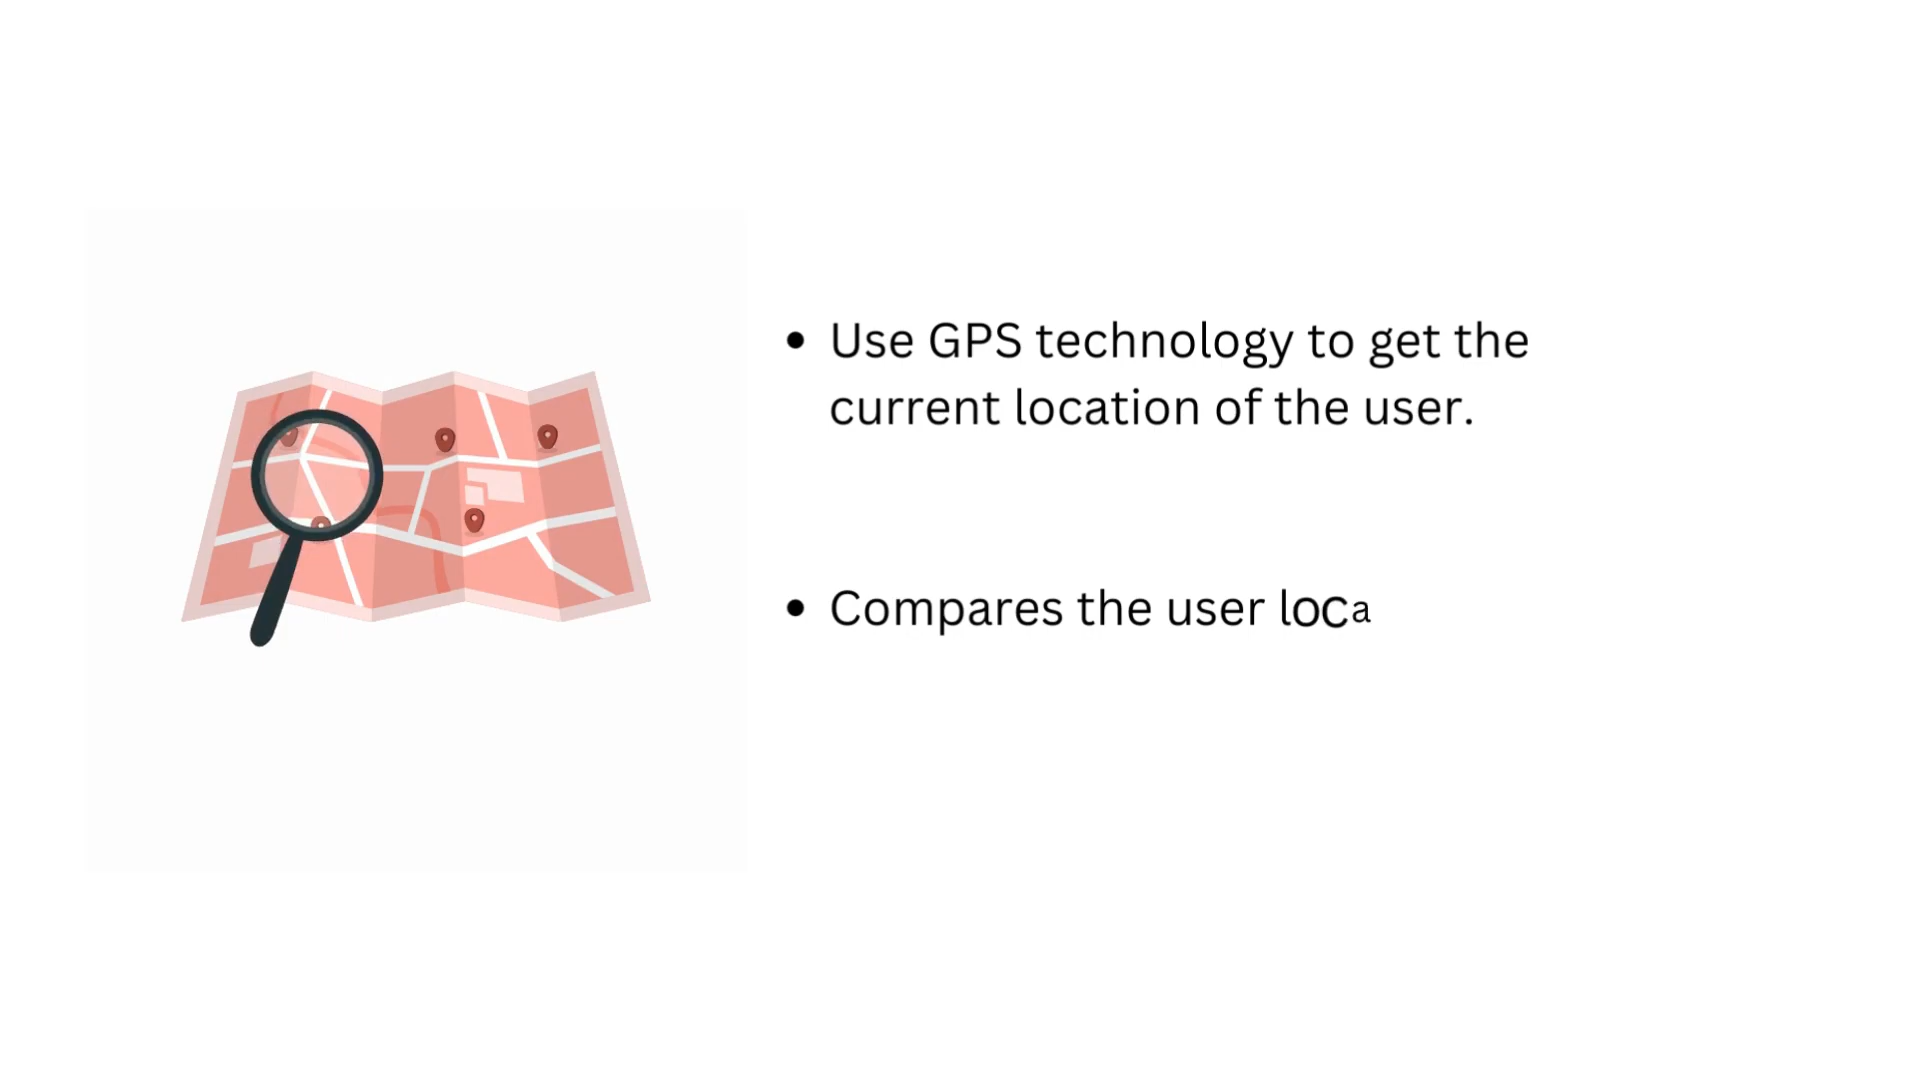 • Use GPS technology to get the
current location of the user.
• Compares the user loca